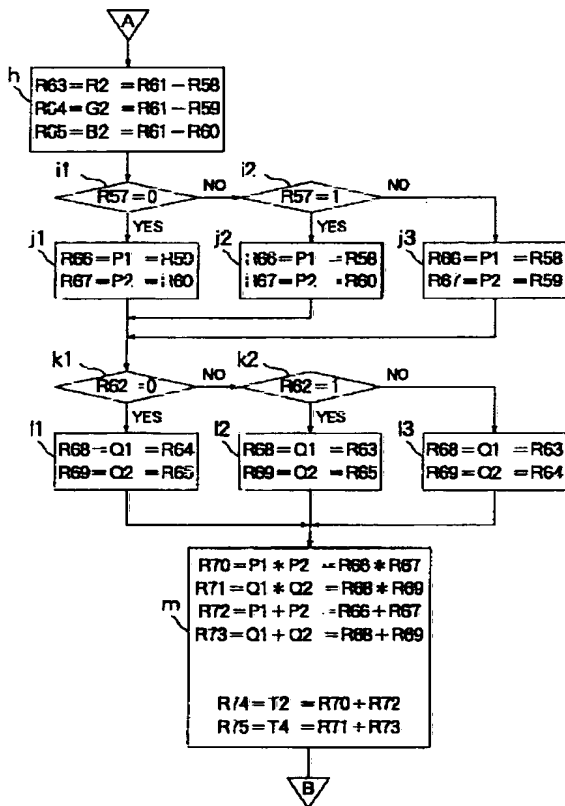 A
h
R63=R2 =R61-R58
R64=G2 =R61-R59
R65=B2 =R61-R60
i1
i2
R57=0
NO
R57=1
NO
YES
YES
j1
j2
j3
R66=P1 =R59
R67=P2 =R60
R66=P1 =R58
R67=P2 =R60
R66=P1 =R58
R67=P2 =R59
k1
k2
R62=0
NO
R62=1
NO
YES
YES
l1
l2
l3
R68=Q1 =R64
R69=Q2 =R65
R68=Q1 =R63
R69=Q2 =R65
R68=Q1 =R63
R69=Q2 =R64
m
R70=P1*P2 =R66*R67
R71=Q1*Q2 =R68*R69
R72=P1+P2 =R66+R67
R73=Q1+Q2 =R68+R69
R74=T2 =R70+R72
R75=T4 =R71+R73
B